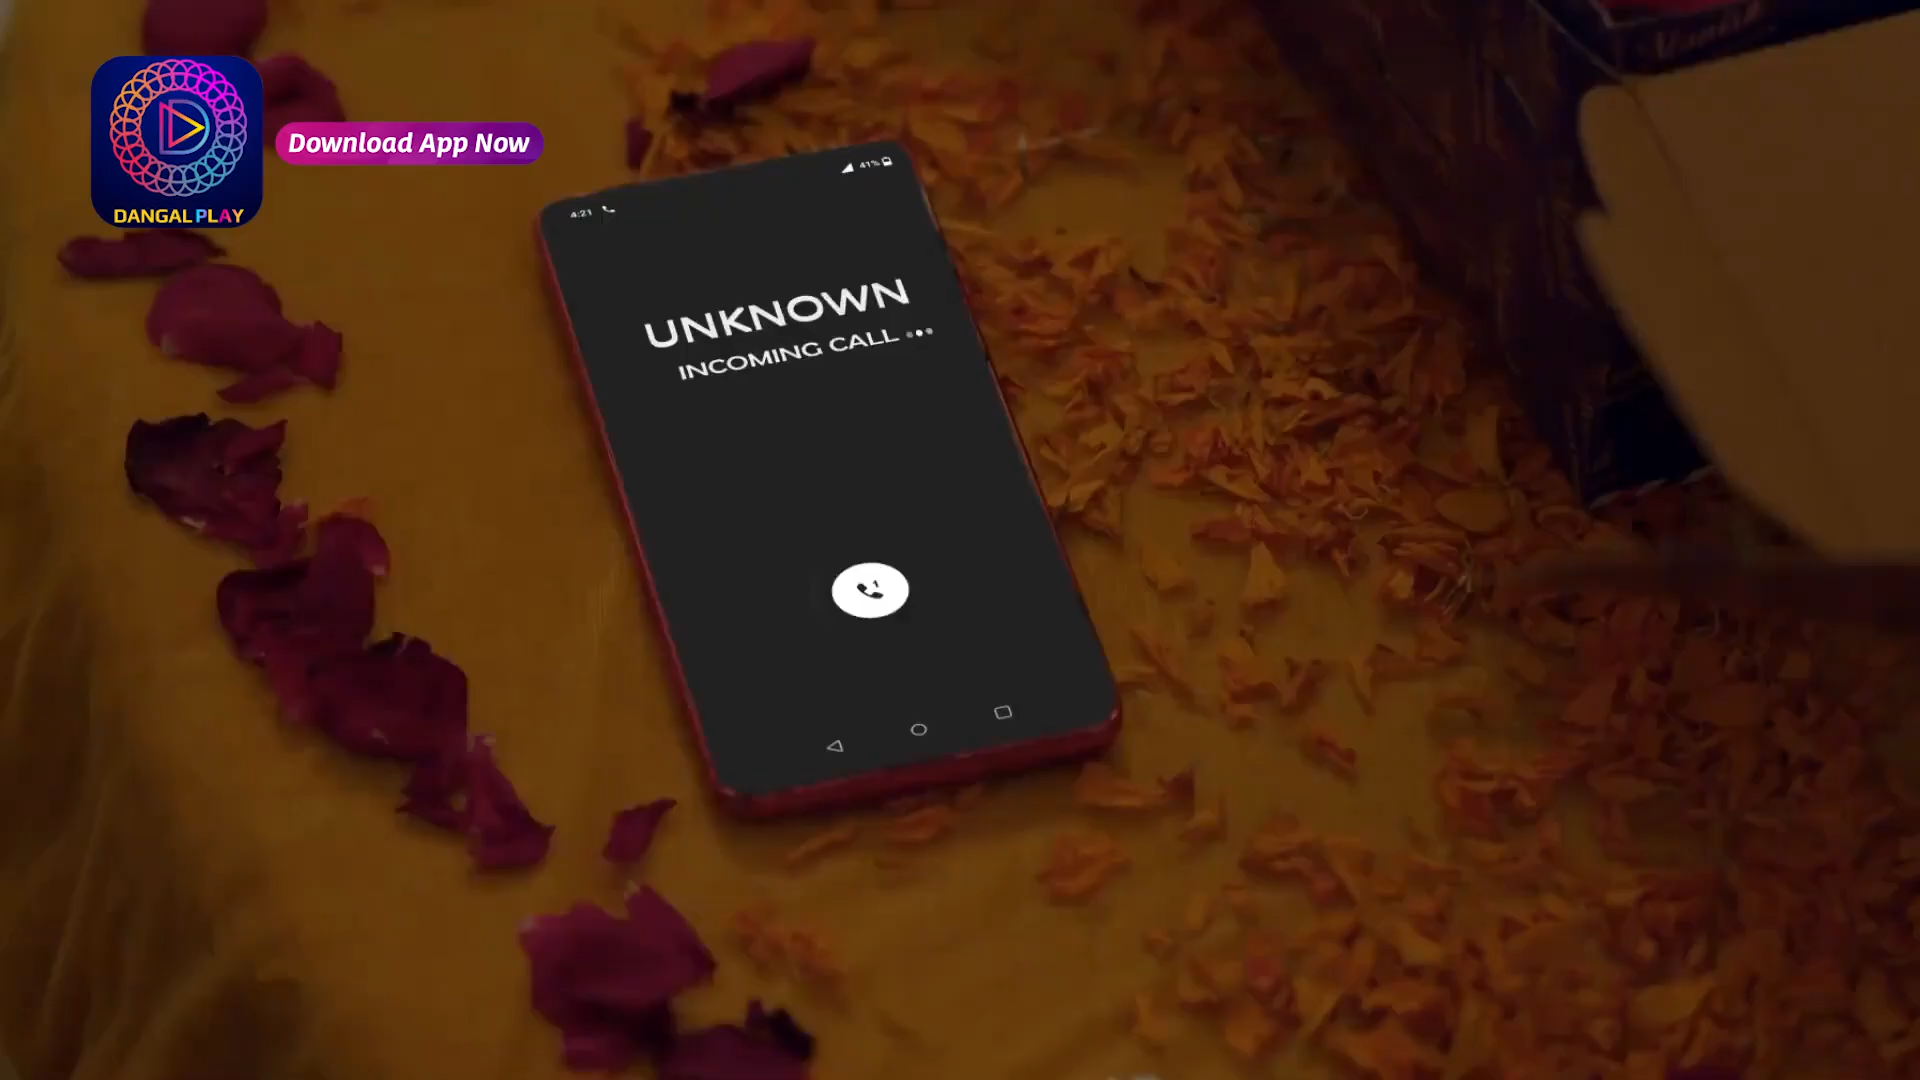 DANGAL PLAY
Download App Now
4:21
41%
UNKNOWN
INCOMING CALL •••